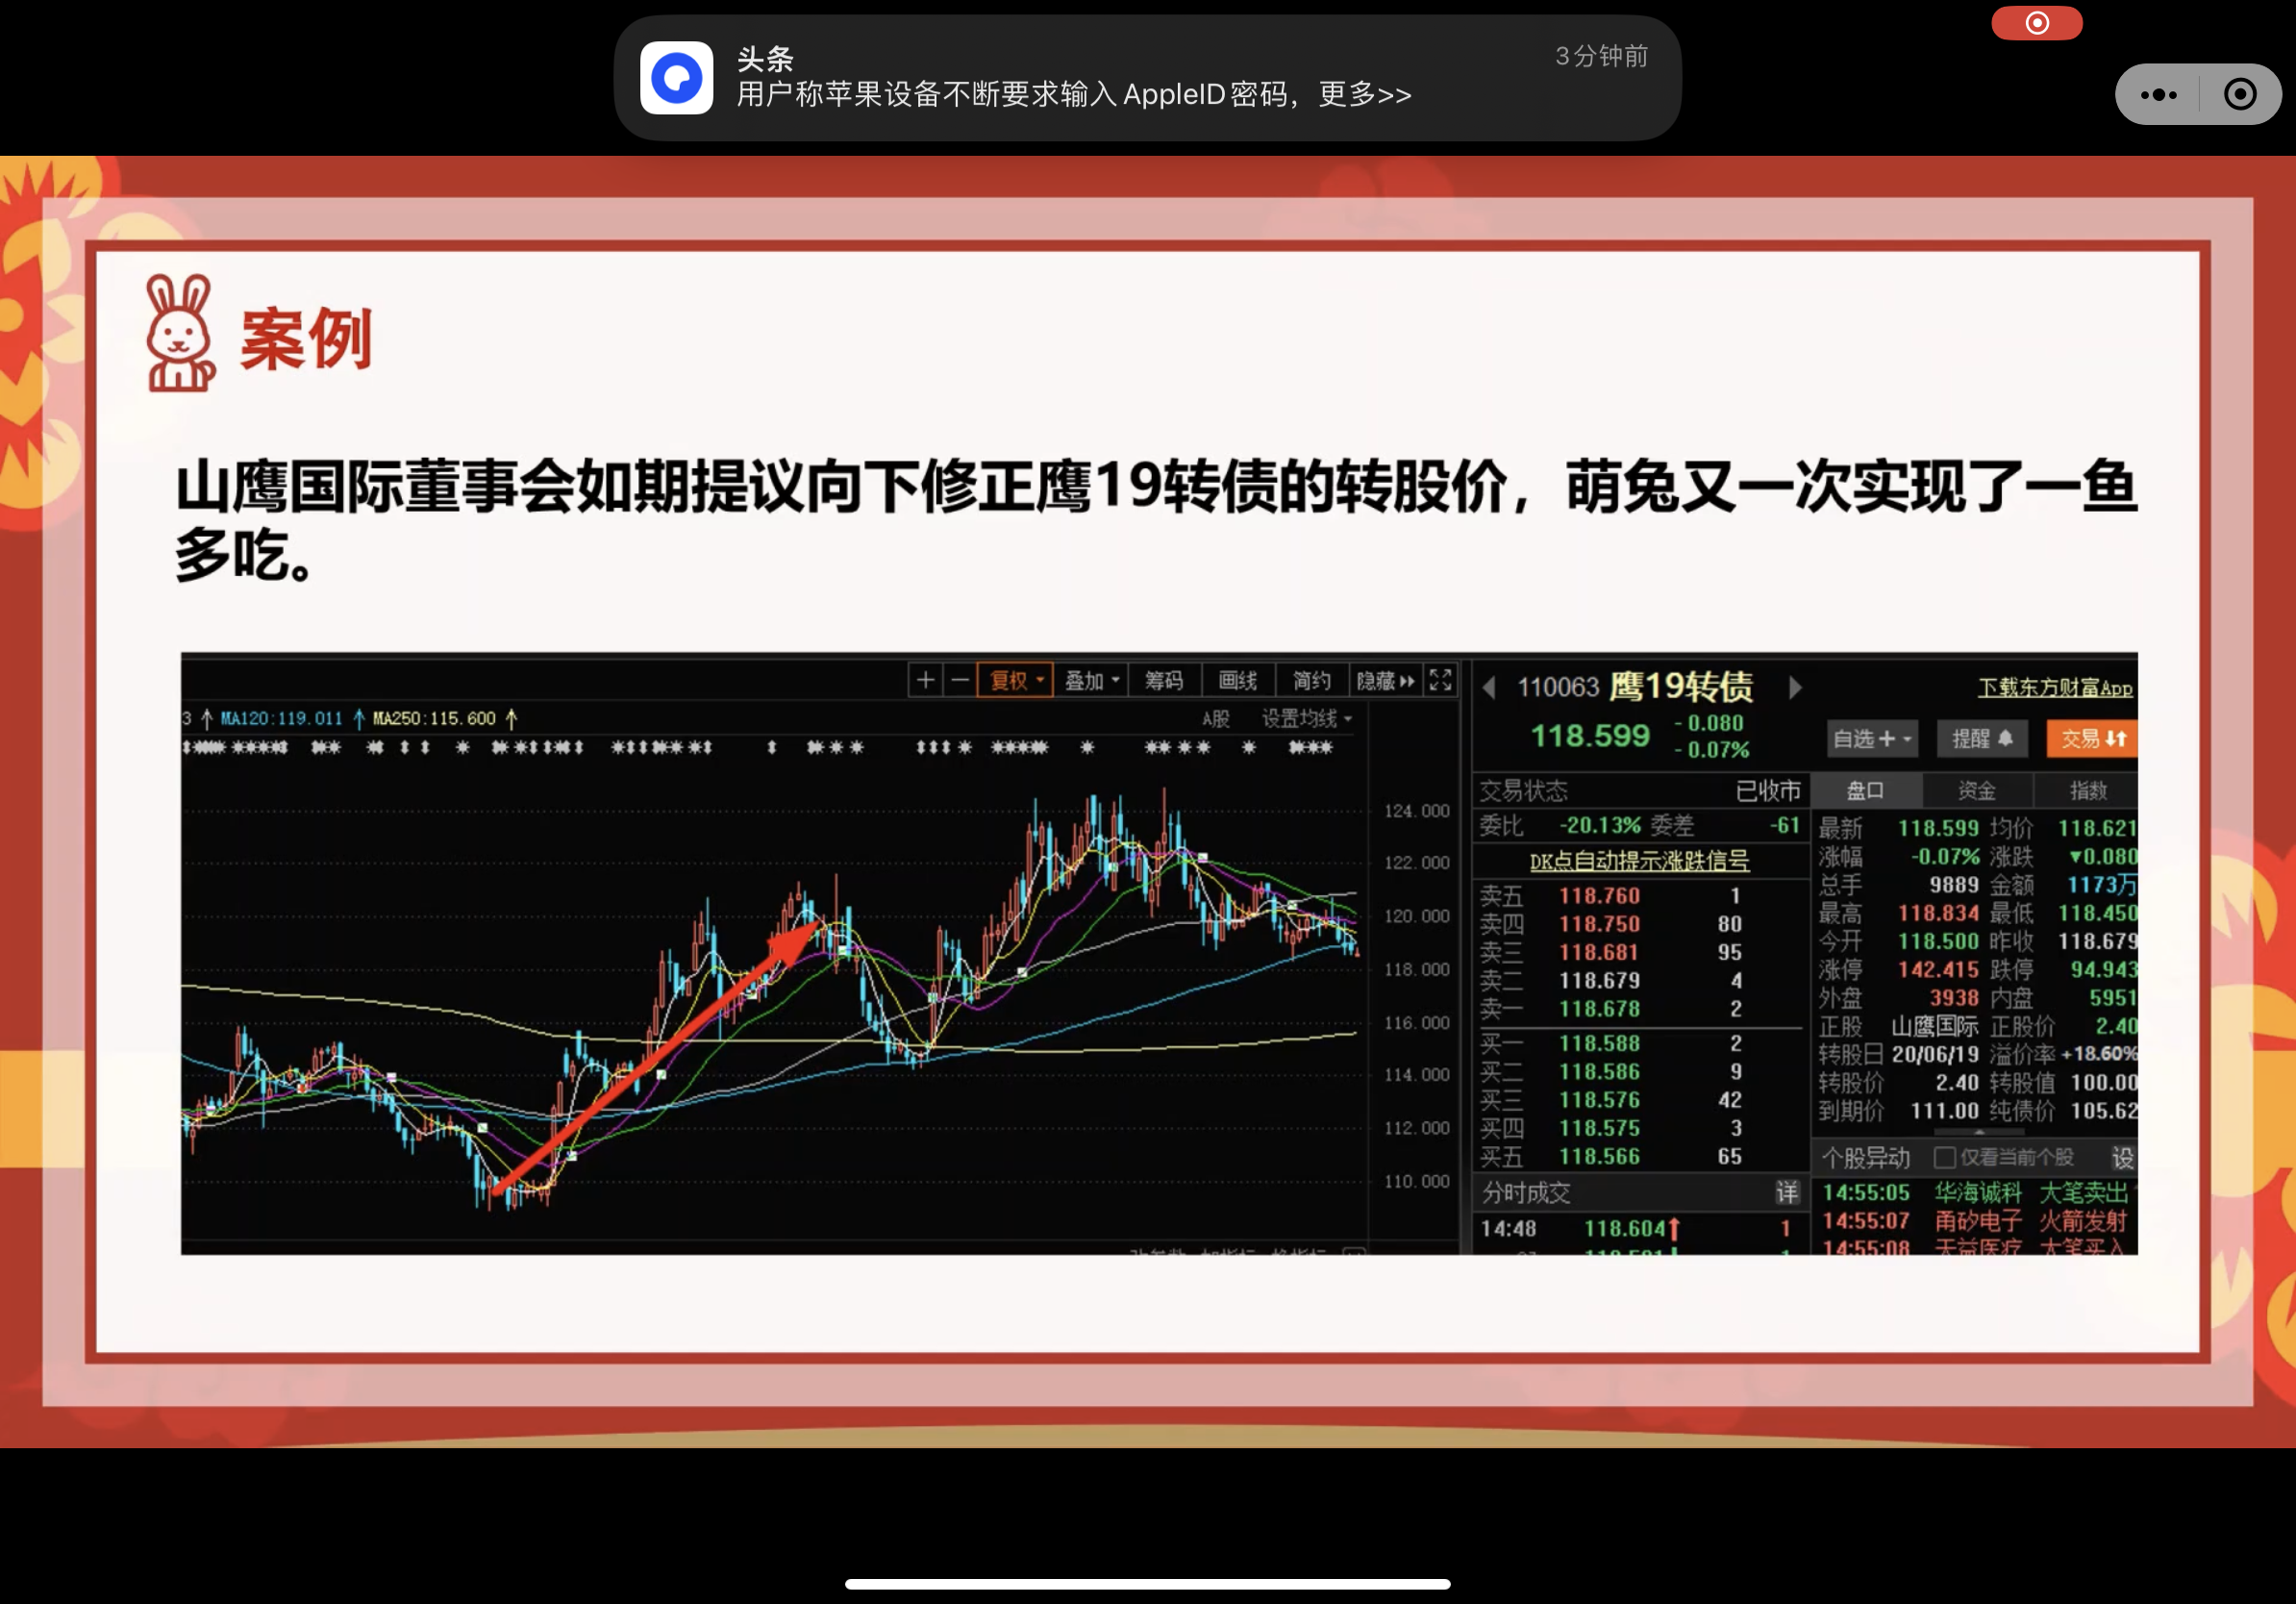 头条
3分钟前
用户称苹果设备不断要求输入AppleID密码，更多>>
案例
山鹰国际董事会如期提议向下修正鹰19转债的转股价，萌兔又一次实现了一鱼
多吃。
复权 叠加 筹码 画线 简约 隐藏
3 ↑ MA120:119.011 ↑ MA250:115.600 ↑
A股 设置均线
124.000
122.000
120.000
118.000
116.000
114.000
112.000
110.000
110063 鹰19转债
下载东方财富App
118.599
-0.080
-0.07%
自选+ 提醒 交易
交易状态 已收市
委比 -20.13% 委差 -61
DK点自动提示涨跌信号
卖五 118.760 1
卖四 118.750 80
卖三 118.681 95
卖二 118.679 4
卖一 118.678 2
买一 118.588 2
买二 118.586 9
买三 118.576 42
买四 118.575 3
买五 118.566 65
分时成交 详
14:48 118.604↑ 1
盘口 资金 指数
最新 118.599 均价 118.621
涨幅 -0.07% 涨跌 ▼0.080
总手 9889 金额 1173万
最高 118.834 最低 118.450
今开 118.500 昨收 118.679
涨停 142.415 跌停 94.943
外盘 3938 内盘 5951
正股 山鹰国际 正股价 2.40
转股日 20/06/19 溢价率 +18.60%
转股价 2.40 转股值 100.00
到期价 111.00 纯债价 105.62
个股异动 仅看当前个股 设
14:55:05 华海诚科 大笔卖出
14:55:07 甬矽电子 火箭发射
14:55:08 天益医疗 大笔买入